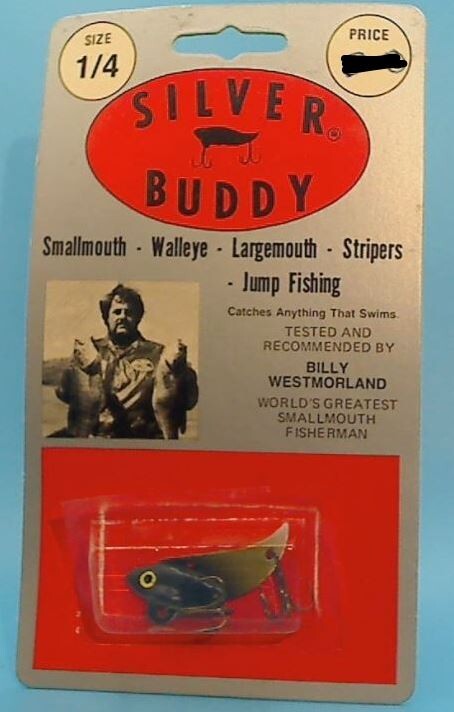 SIZE
1/4
PRICE
SILVER®
BUDDY
Smallmouth - Walleye - Largemouth - Stripers
- Jump Fishing
Catches Anything That Swims.
TESTED AND
RECOMMENDED BY
BILLY
WESTMORLAND
WORLD'S GREATEST
SMALLMOUTH
FISHERMAN